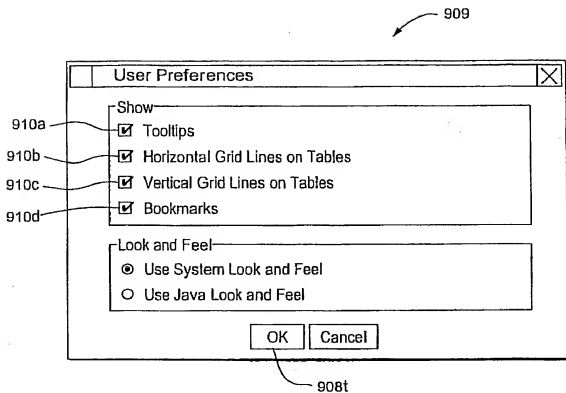 909
User Preferences
Show
910a
Tooltips
910b
Horizontal Grid Lines on Tables
910c
Vertical Grid Lines on Tables
910d
Bookmarks
Look and Feel
Use System Look and Feel
Use Java Look and Feel
OK
Cancel
908t